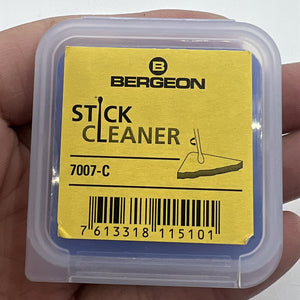 B
BERGEON
STICK
CLEANER
7007-C
7 613318 115101